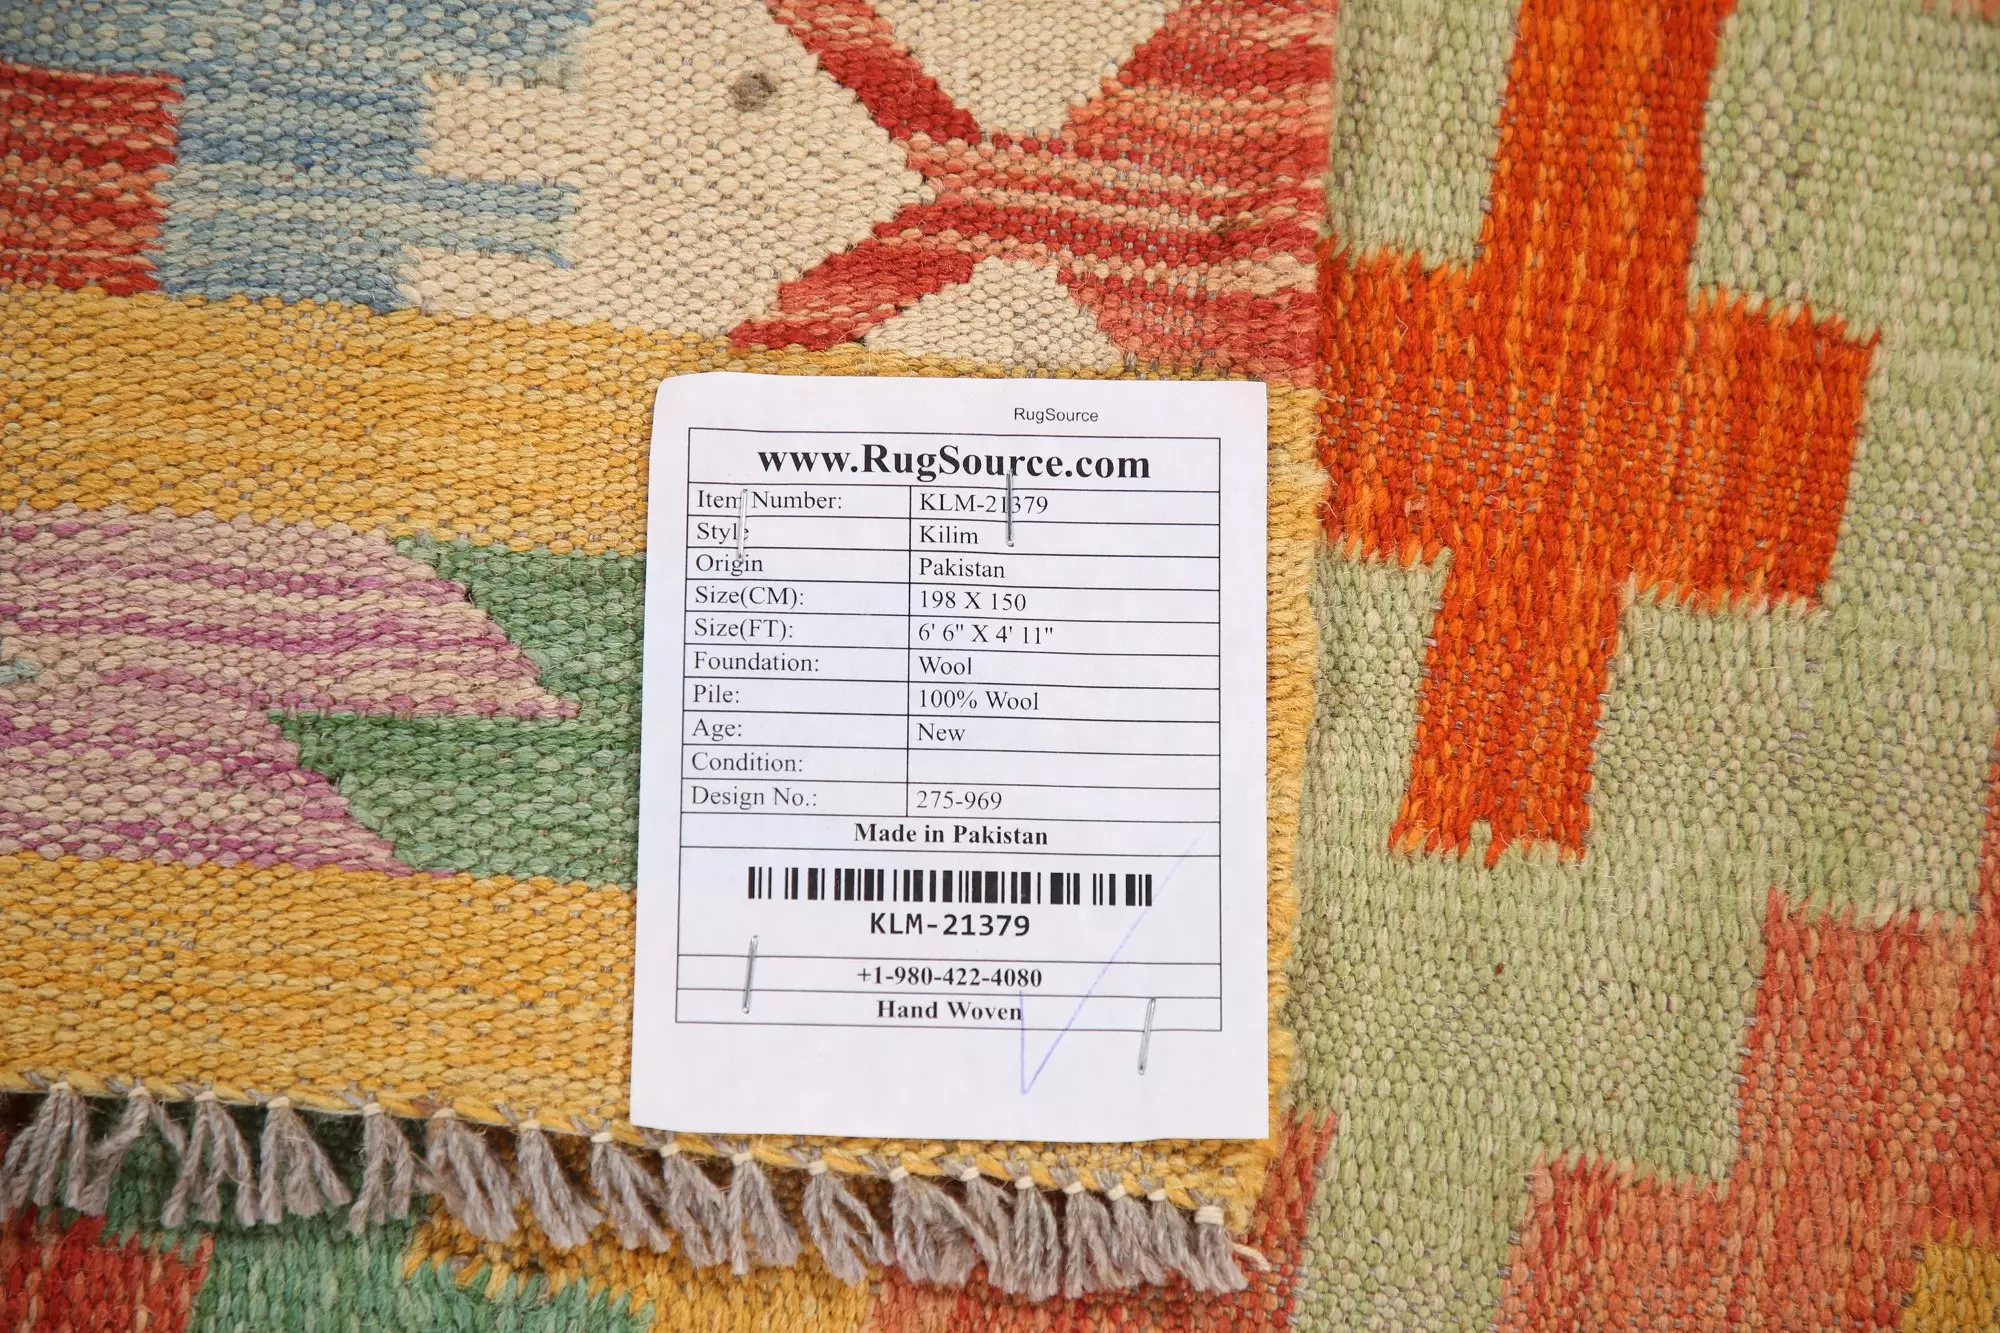 RugSource
www.RugSource.com
Item Number: KLM-21379
Style Kilim
Origin Pakistan
Size(CM): 198 X 150
Size(FT): 6' 6" X 4' 11"
Foundation: Wool
Pile: 100% Wool
Age: New
Condition:
Design No.: 275-969
Made in Pakistan
KLM-21379
+1-980-422-4080
Hand Woven